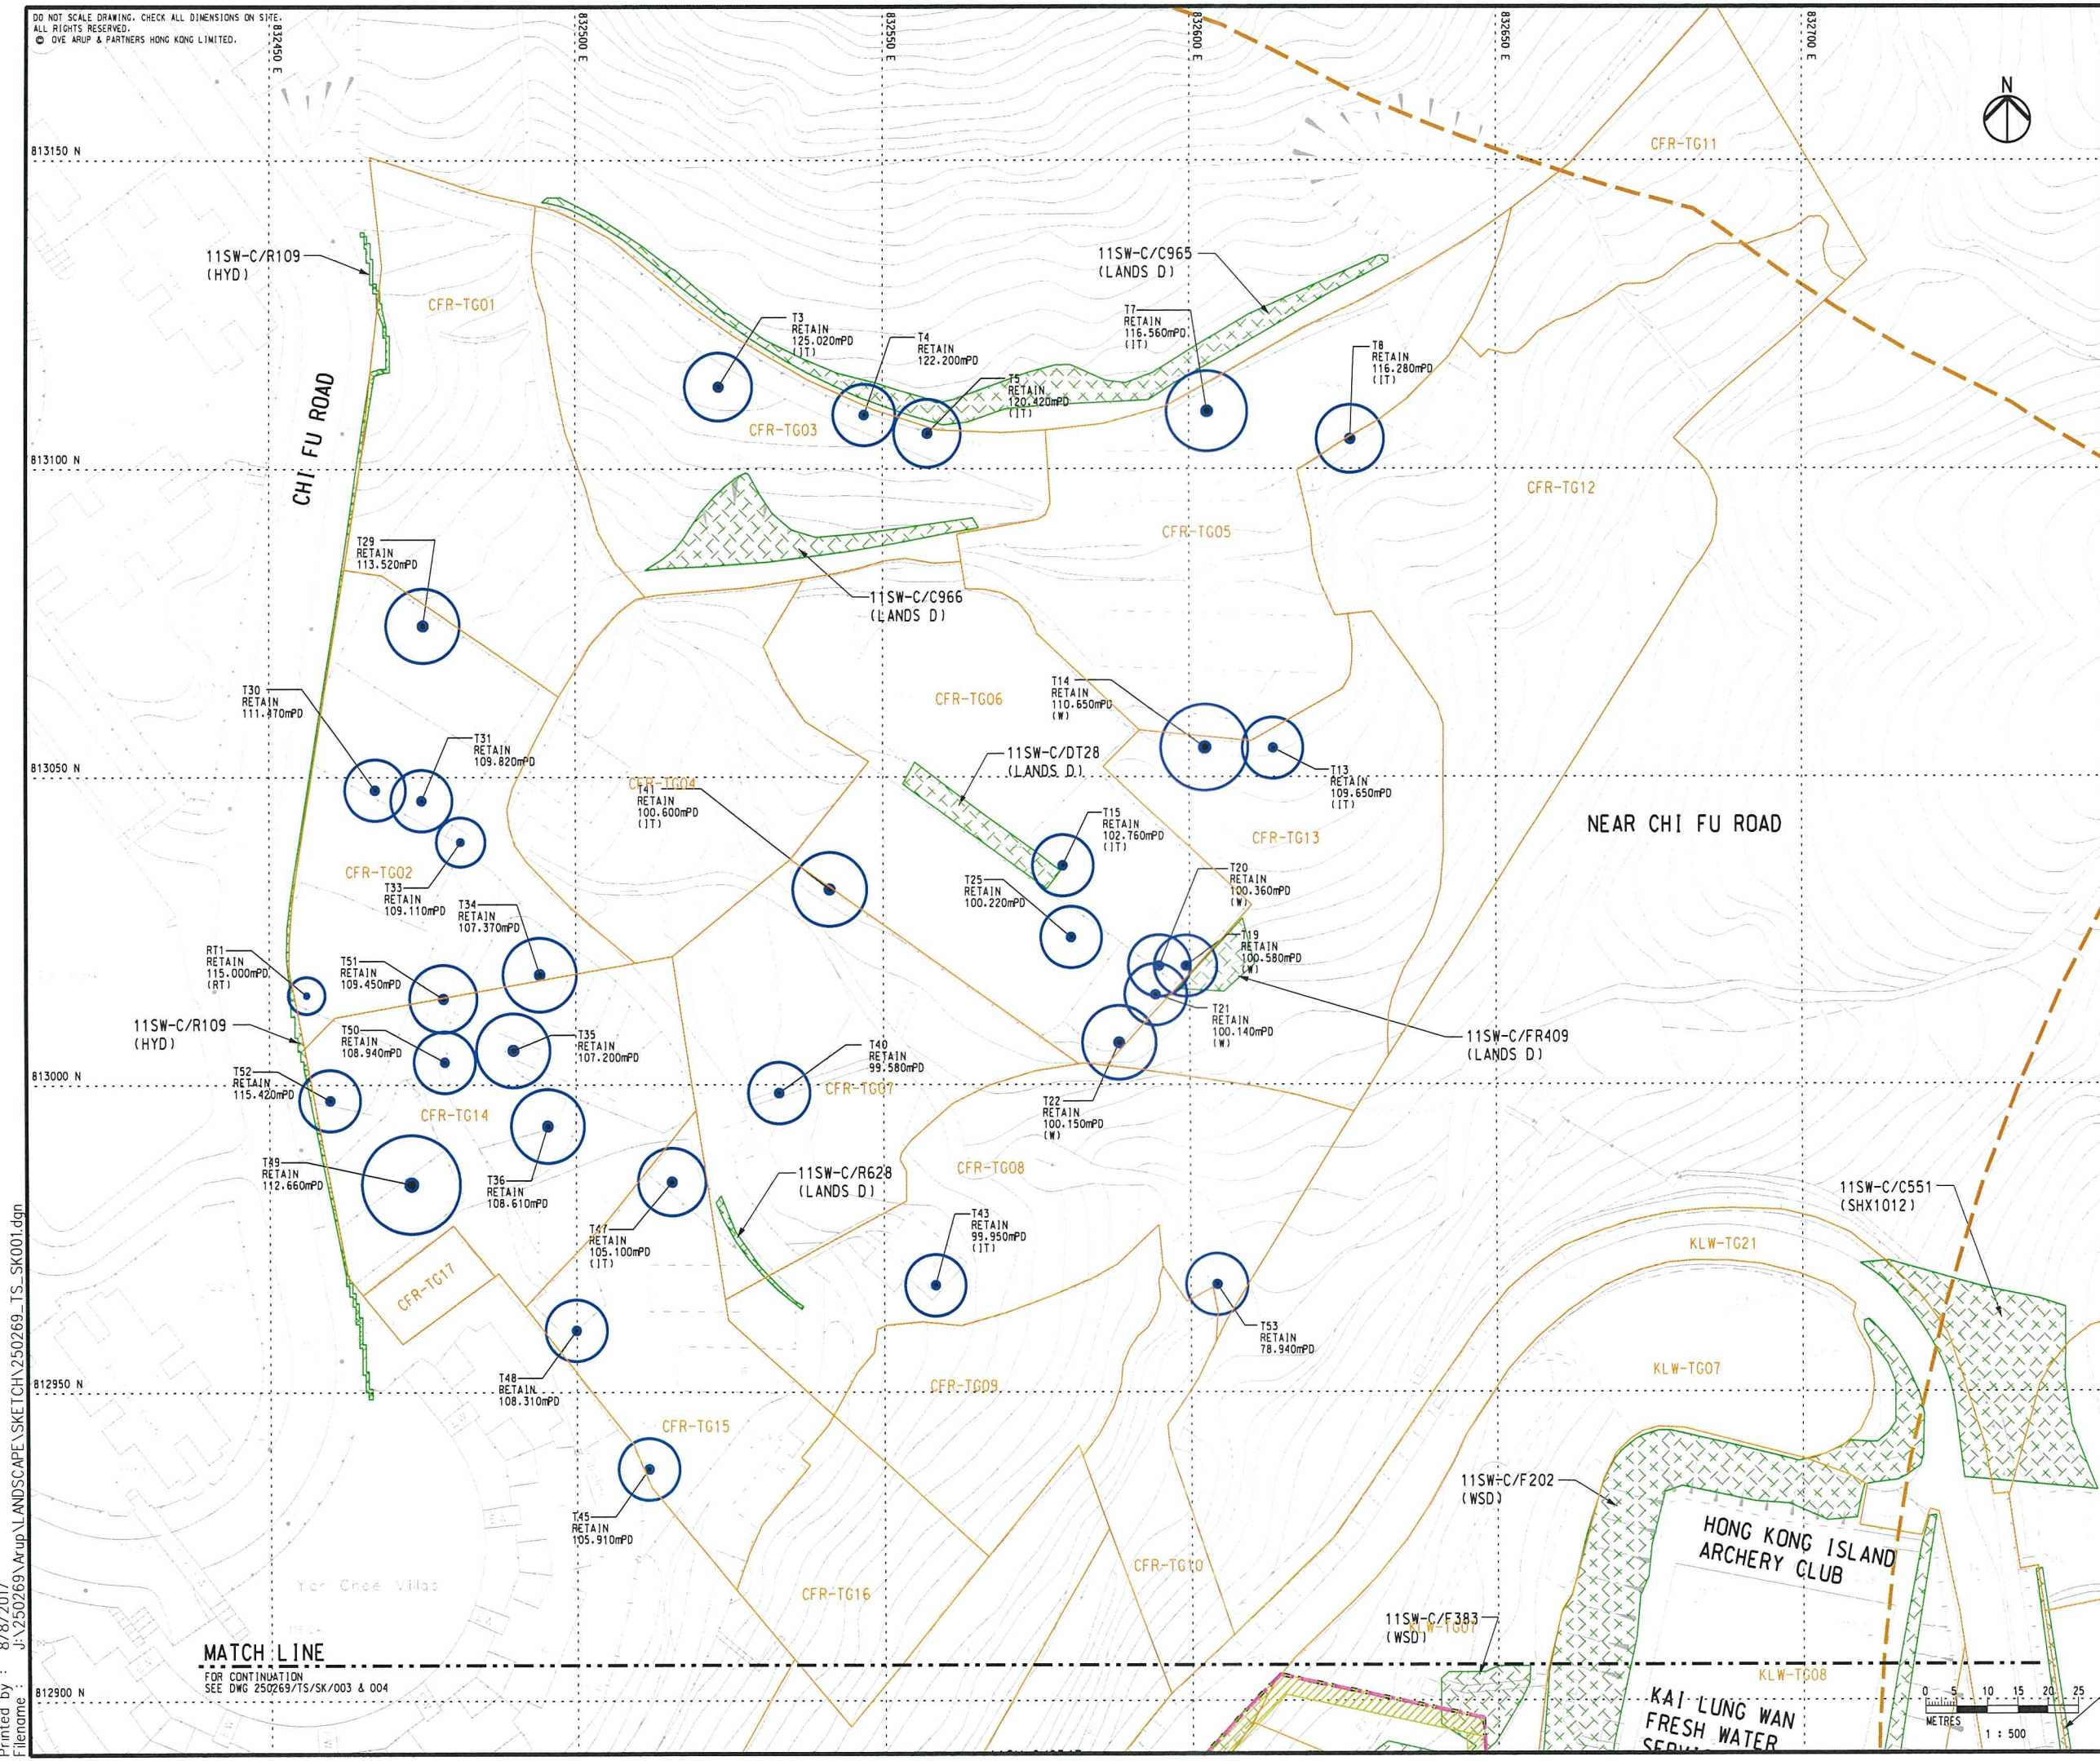 DO NOT SCALE DRAWING. CHECK ALL DIMENSIONS ON SITE.
ALL RIGHTS RESERVED.
© OVE ARUP & PARTNERS HONG KONG LIMITED.
832450 E
832500 E
832550 E
832600 E
832650 E
832700 E
N
813150 N
CFR-TG11
11SW-C/R109
(HYD)
CFR-TG01
11SW-C/C965
(LANDS D)
T3
RETAIN
125.020mPD
(IT)
T4
RETAIN
122.200mPD
T5
RETAIN
120.420mPD
(IT)
T7
RETAIN
116.560mPD
(IT)
T8
RETAIN
116.280mPD
(IT)
CHI FU ROAD
CFR-TG03
813100 N
CFR-TG12
CFR-TG05
T29
RETAIN
113.520mPD
11SW-C/C966
(LANDS D)
T30
RETAIN
111.470mPD
T31
RETAIN
109.820mPD
CFR-TG06
T14
RETAIN
110.650mPD
(W)
11SW-C/DT28
(LANDS D)
T13
RETAIN
109.650mPD
(IT)
813050 N
CFR-TG04
T41
RETAIN
100.600mPD
(IT)
T15
RETAIN
102.760mPD
(IT)
CFR-TG13
NEAR CHI FU ROAD
CFR-TG02
T33
RETAIN
109.110mPD
T34
RETAIN
107.370mPD
T25
RETAIN
100.220mPD
T20
RETAIN
100.360mPD
(W)
T19
RETAIN
100.580mPD
(W)
RT1
RETAIN
115.000mPD
(RT)
T51
RETAIN
109.450mPD
11SW-C/R109
(HYD)
T50
RETAIN
108.940mPD
T35
RETAIN
107.200mPD
T40
RETAIN
99.580mPD
T21
RETAIN
100.140mPD
(W)
11SW-C/FR409
(LANDS D)
813000 N
T52
RETAIN
115.420mPD
CFR-TG14
CFR-TG07
T22
RETAIN
100.150mPD
(W)
T49
RETAIN
112.660mPD
T36
RETAIN
108.610mPD
11SW-C/R628
(LANDS D)
CFR-TG08
11SW-C/C551
(SHX1012)
T47
RETAIN
105.100mPD
(IT)
T43
RETAIN
99.950mPD
(IT)
KLW-TG21
CFR-TG17
T53
RETAIN
78.940mPD
T48
RETAIN
108.310mPD
812950 N
CFR-TG09
KLW-TG07
CFR-TG15
11SW-C/F202
(WSD)
T45
RETAIN
105.910mPD
HONG KONG ISLAND
ARCHERY CLUB
CFR-TG10
Yar Chee Villas
CFR-TG16
11SW-C/F383
(WSD)
KLW-TG07
MATCH LINE
FOR CONTINUATION
SEE DWG 250269/TS/SK/003 & 004
KLW-TG08
812900 N
KAI LUNG WAN
FRESH WATER
0 5 10 15 20 25
METRES
1 : 500
Printed by : 8/8/2017
Filename : J:\250269\Arup\LANDSCAPE\SKETCH\250269_TS_SK001.dgn